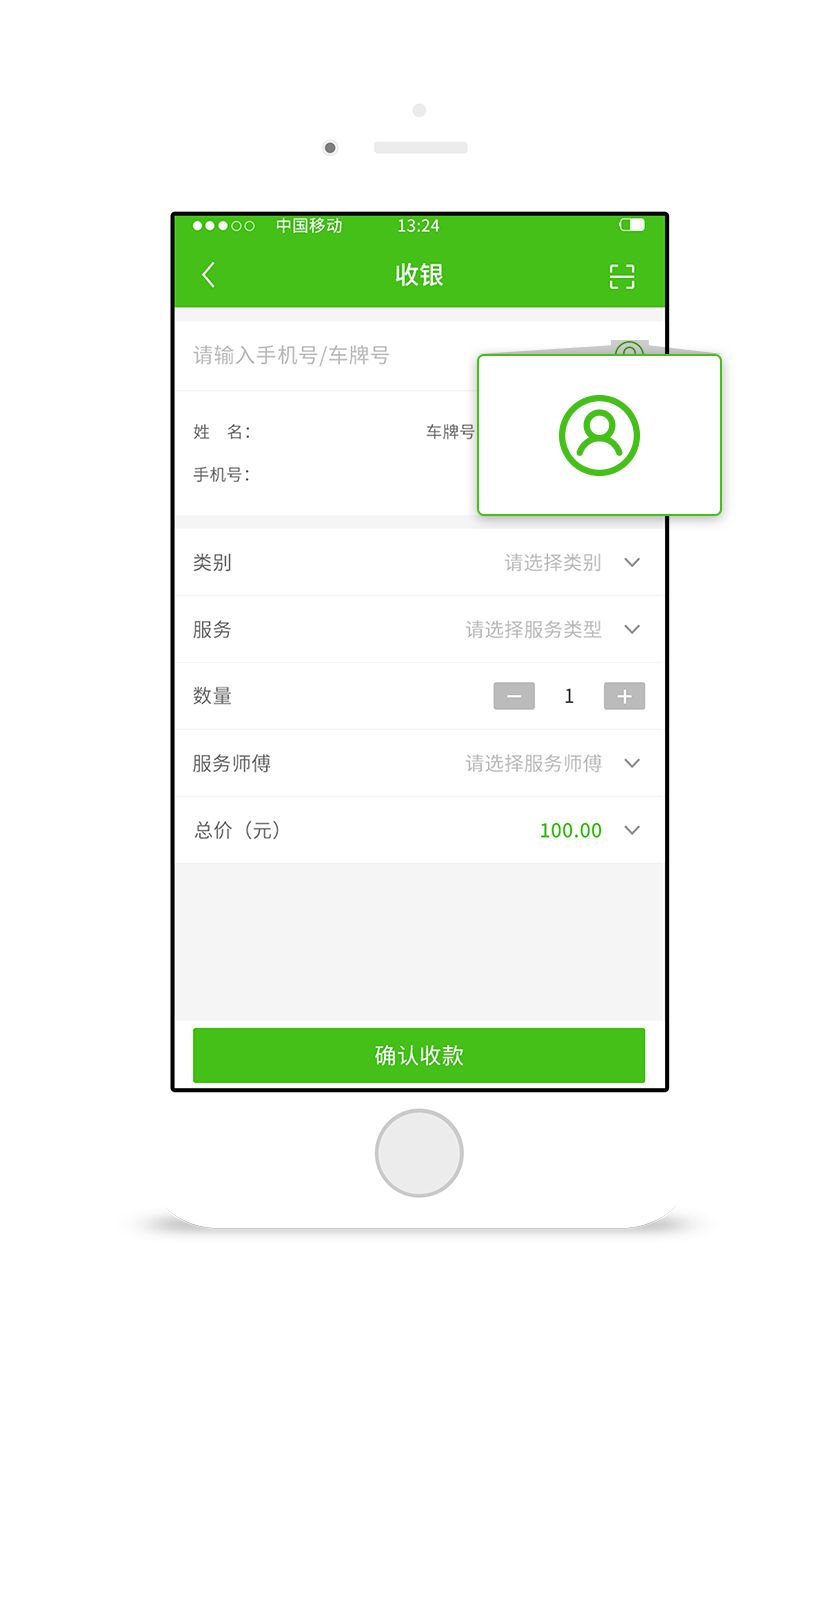 中国移动 13:24
收银
请输入手机号/车牌号
姓 名: 车牌号
手机号:
类别 请选择类别
服务 请选择服务类型
数量 1
服务师傅 请选择服务师傅
总价（元） 100.00
确认收款